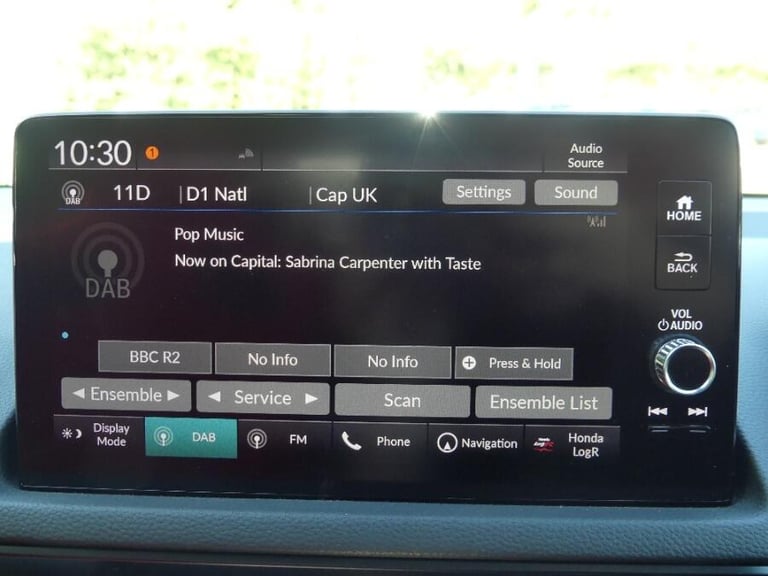 10:30 1
Audio
Source
DAB 11D D1 Natl Cap UK Settings Sound
HOME
Pop Music
Now on Capital: Sabrina Carpenter with Taste
DAB
BACK
VOL
AUDIO
BBC R2 No Info No Info Press & Hold
Ensemble Service Scan Ensemble List
Display
Mode
DAB FM Phone Navigation
Honda
LogR